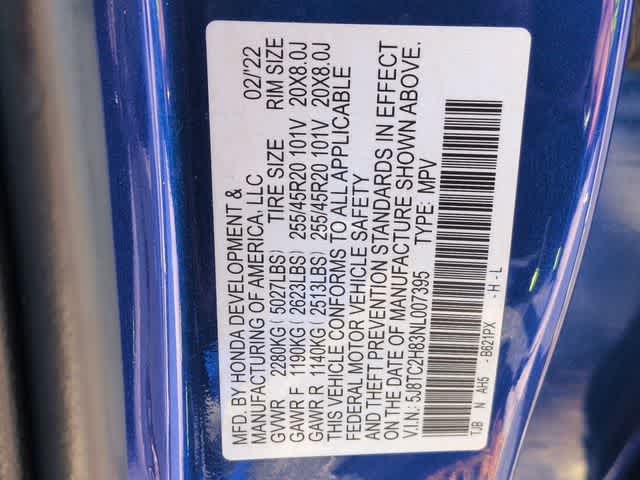 MFD. BY HONDA DEVELOPMENT &
MANUFACTURING OF AMERICA, LLC 02/'22
GVWR 2280KG(5027LBS) TIRE SIZE RIM SIZE
GAWR F 1190KG(2623LBS) 255/45R20 101V 20X8.0J
GAWR R 1140KG(2513LBS) 255/45R20 101V 20X8.0J
THIS VEHICLE CONFORMS TO ALL APPLICABLE
FEDERAL MOTOR VEHICLE SAFETY
AND THEFT PREVENTION STANDARDS IN EFFECT
ON THE DATE OF MANUFACTURE SHOWN ABOVE.
V.I.N.: 5J8TC2H83NL007395 TYPE: MPV
TJB N AH5 -B621PX -H-L